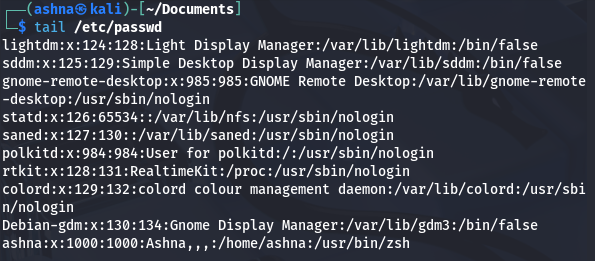 ┌──(ashna㉿kali)-[~/Documents]
└─$ tail /etc/passwd
lightdm:x:124:128:Light Display Manager:/var/lib/lightdm:/bin/false
sddm:x:125:129:Simple Desktop Display Manager:/var/lib/sddm:/bin/false
gnome-remote-desktop:x:985:985:GNOME Remote Desktop:/var/lib/gnome-remote
-desktop:/usr/sbin/nologin
statd:x:126:65534::/var/lib/nfs:/usr/sbin/nologin
saned:x:127:130::/var/lib/saned:/usr/sbin/nologin
polkitd:x:984:984:User for polkitd:/:/usr/sbin/nologin
rtkit:x:128:131:RealtimeKit:/proc:/usr/sbin/nologin
colord:x:129:132:colord colour management daemon:/var/lib/colord:/usr/sbi
n/nologin
Debian-gdm:x:130:134:Gnome Display Manager:/var/lib/gdm3:/bin/false
ashna:x:1000:1000:Ashna,,,:/home/ashna:/usr/bin/zsh